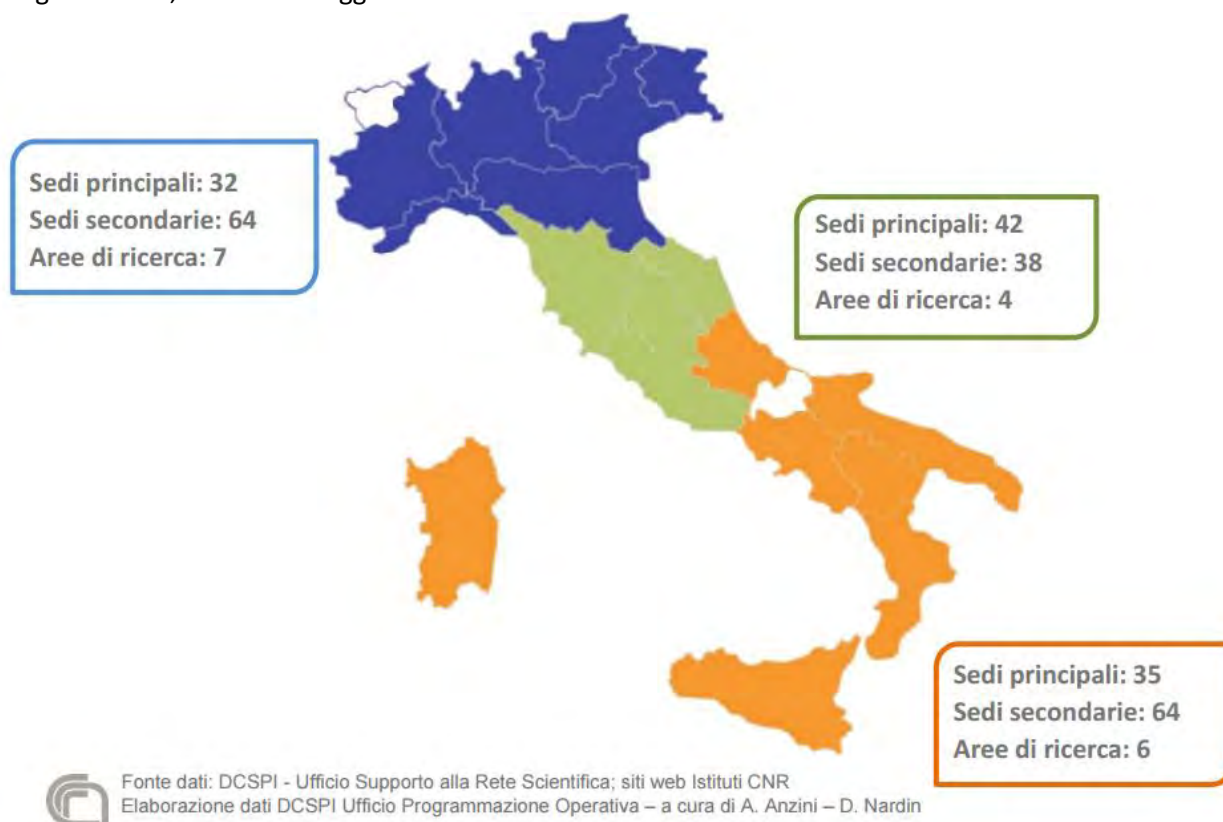 Sedi principali: 32
Sedi secondarie: 64
Aree di ricerca: 7
Sedi principali: 42
Sedi secondarie: 38
Aree di ricerca: 4
Sedi principali: 35
Sedi secondarie: 64
Aree di ricerca: 6
Fonte dati: DCSPI - Ufficio Supporto alla Rete Scientifica; siti web Istituti CNR
Elaborazione dati DCSPI Ufficio Programmazione Operativa – a cura di A. Anzini – D. Nardin